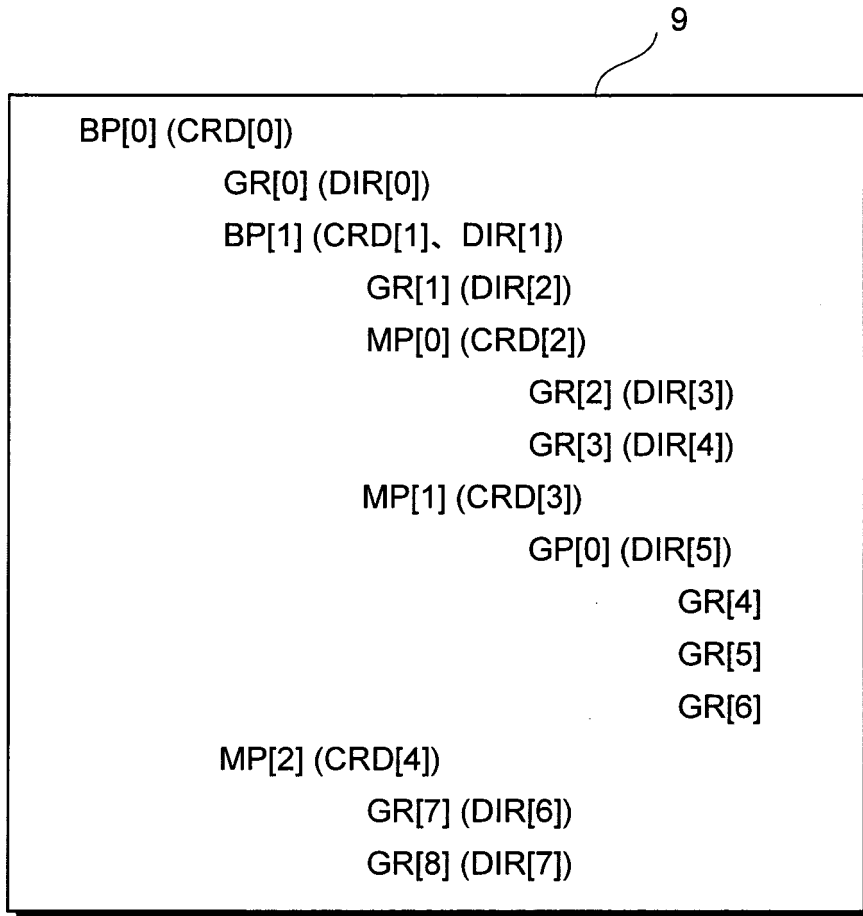 9
BP[0] (CRD[0])
GR[0] (DIR[0])
BP[1] (CRD[1]、DIR[1])
GR[1] (DIR[2])
MP[0] (CRD[2])
GR[2] (DIR[3])
GR[3] (DIR[4])
MP[1] (CRD[3])
GP[0] (DIR[5])
GR[4]
GR[5]
GR[6]
MP[2] (CRD[4])
GR[7] (DIR[6])
GR[8] (DIR[7])